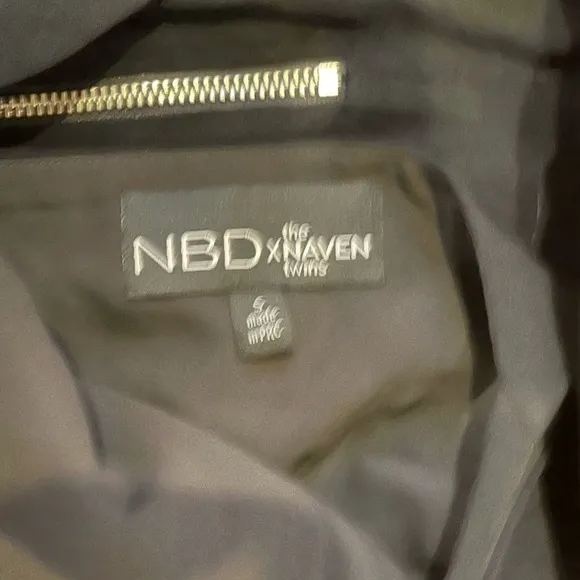 NBD x the NAVEN twins
S
made
in PRC